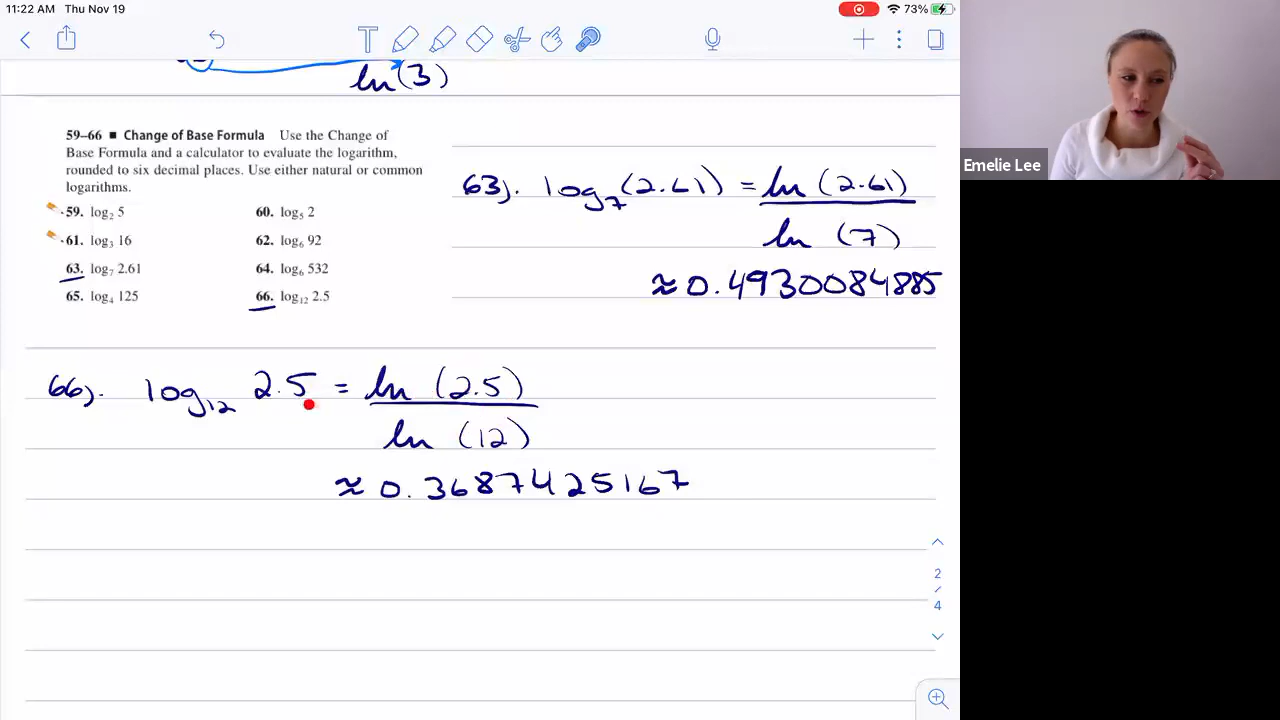 11:22 AM Thu Nov 19
73%
T
ln(3)
59–66 ■ Change of Base Formula Use the Change of
Base Formula and a calculator to evaluate the logarithm,
rounded to six decimal places. Use either natural or common
logarithms.
59. log₂ 5
60. log₅ 2
61. log₃ 16
62. log₆ 92
63. log₇ 2.61
64. log₆ 532
65. log₄ 125
66. log₁₂ 2.5
63). log₇(2.61) = ln (2.61)
ln (7)
≈ 0.4930084885
66). log₁₂ 2.5 = ln (2.5)
ln (12)
≈ 0.3687425167
2
/
4
Emelie Lee